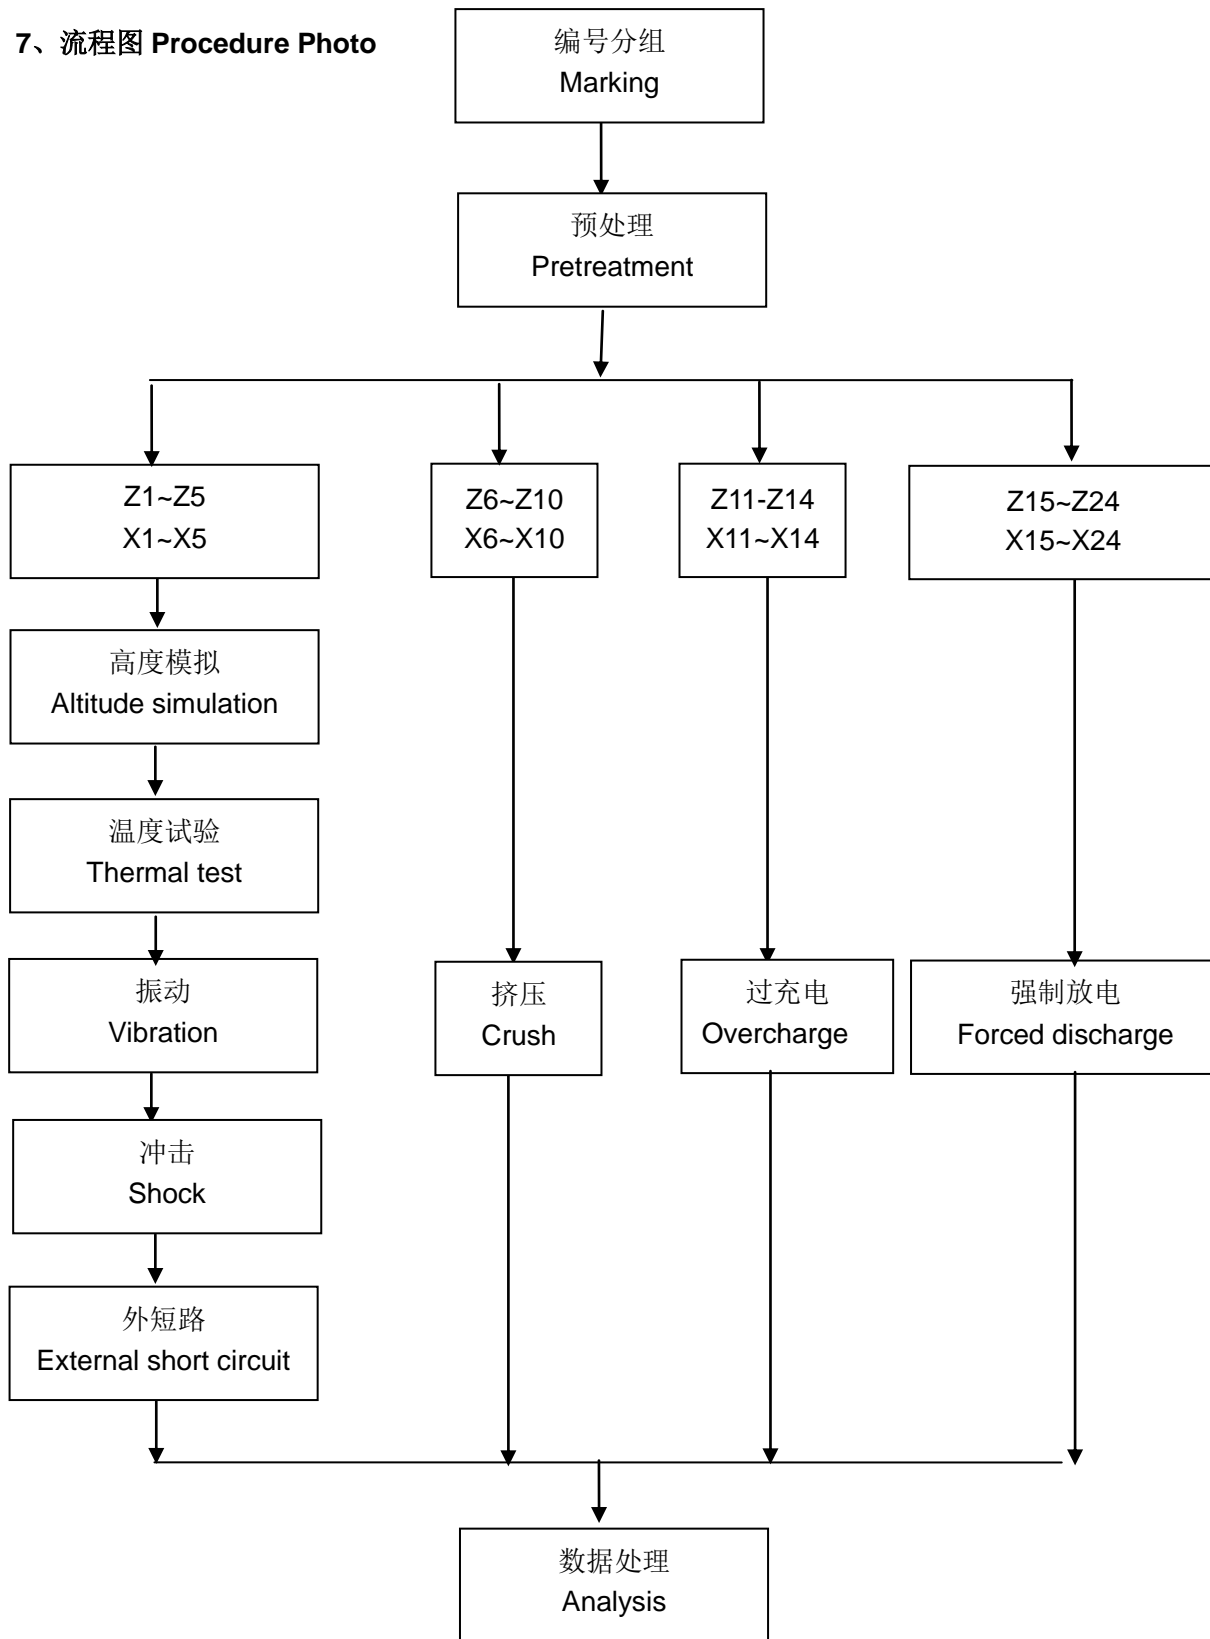 7、流程图 Procedure Photo
编号分组
Marking
预处理
Pretreatment
Z1~Z5
X1~X5
Z6~Z10
X6~X10
Z11-Z14
X11~X14
Z15~Z24
X15~X24
高度模拟
Altitude simulation
温度试验
Thermal test
振动
Vibration
挤压
Crush
过充电
Overcharge
强制放电
Forced discharge
冲击
Shock
外短路
External short circuit
数据处理
Analysis